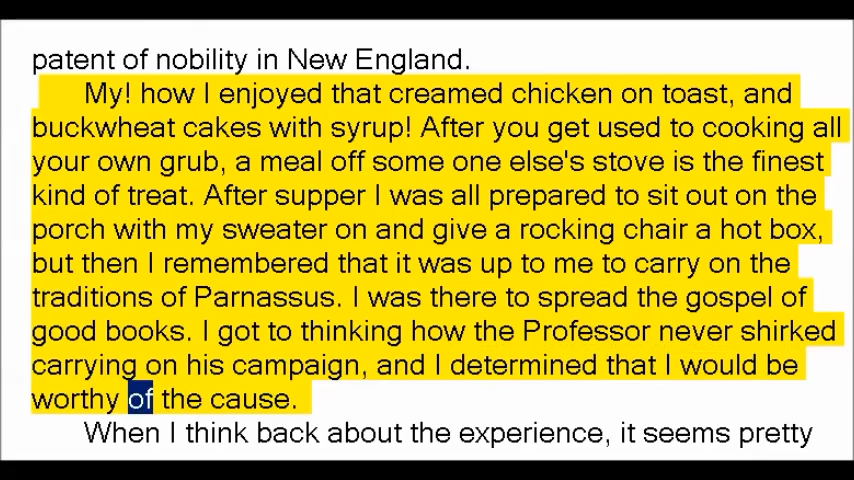 patent of nobility in New England.
My! how I enjoyed that creamed chicken on toast, and
buckwheat cakes with syrup! After you get used to cooking all
your own grub, a meal off some one else's stove is the finest
kind of treat. After supper I was all prepared to sit out on the
porch with my sweater on and give a rocking chair a hot box,
but then I remembered that it was up to me to carry on the
traditions of Parnassus. I was there to spread the gospel of
good books. I got to thinking how the Professor never shirked
carrying on his campaign, and I determined that I would be
worthy of the cause.
When I think back about the experience, it seems pretty